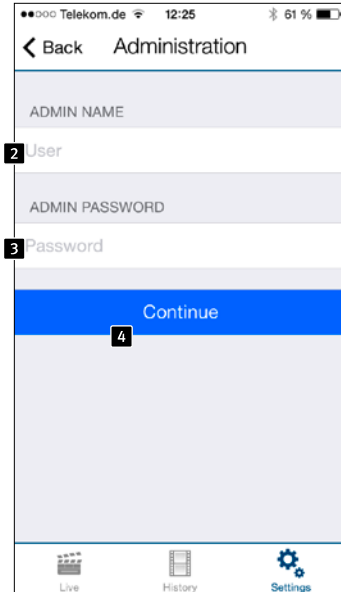 Telekom.de 12:25 61 %
Back Administration
ADMIN NAME
2 User
ADMIN PASSWORD
3 Password
Continue
4
Live History Settings